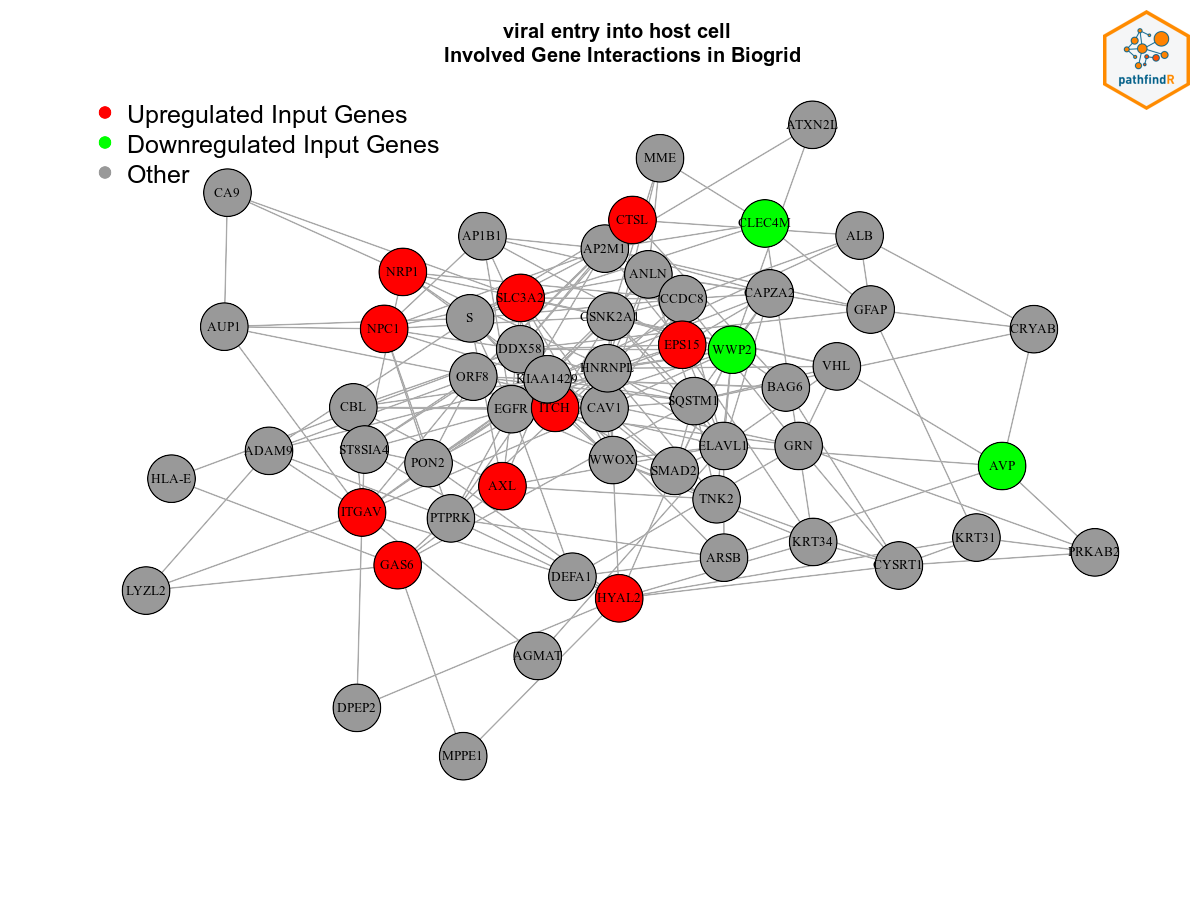 viral entry into host cell
Involved Gene Interactions in Biogrid
pathfindR
Upregulated Input Genes
Downregulated Input Genes
Other
ATXN2L
MME
CA9
CTSL
CLEC4M
AP1B1
AP2M1
ALB
NRP1
ANLN
SLC3A2
CCDC8
CAPZA2
GFAP
S
CSNK2A1
AUP1
NPC1
CRYAB
DDX58
EPS15
WWP2
HNRNPL
VHL
ORF8
KIAA1429
BAG6
CBL
EGFR
ITCH
CAV1
SQSTM1
ADAM9
ST8SIA4
ELAVL1
GRN
PON2
WWOX
SMAD2
AVP
HLA-E
AXL
TNK2
ITGAV
PTPRK
KRT34
KRT31
ARSB
PRKAB2
GAS6
CYSRT1
DEFA1
LYZL2
HYAL2
AGMAT
DPEP2
MPPE1